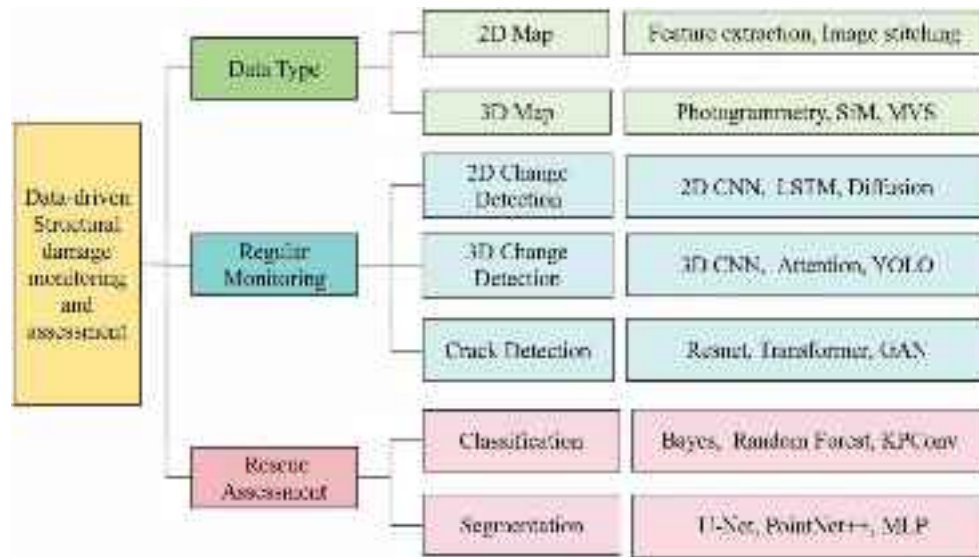 2D Map
Feature extraction, Image stitching
Data Type
3D Map
Photogrammetry, SfM, MVS
2D Change
Detection
2D CNN, LSTM, Diffusion
Data-driven
Structural
damage
monitoring
and
assessment
Regular
Monitoring
3D Change
Detection
3D CNN, Attention, YOLO
Crack Detection
Resnet, Transformer, GAN
Classification
Bayes, Random Forest, KPConv
Rescue
Assessment
Segmentation
U-Net, PointNet++, MLP